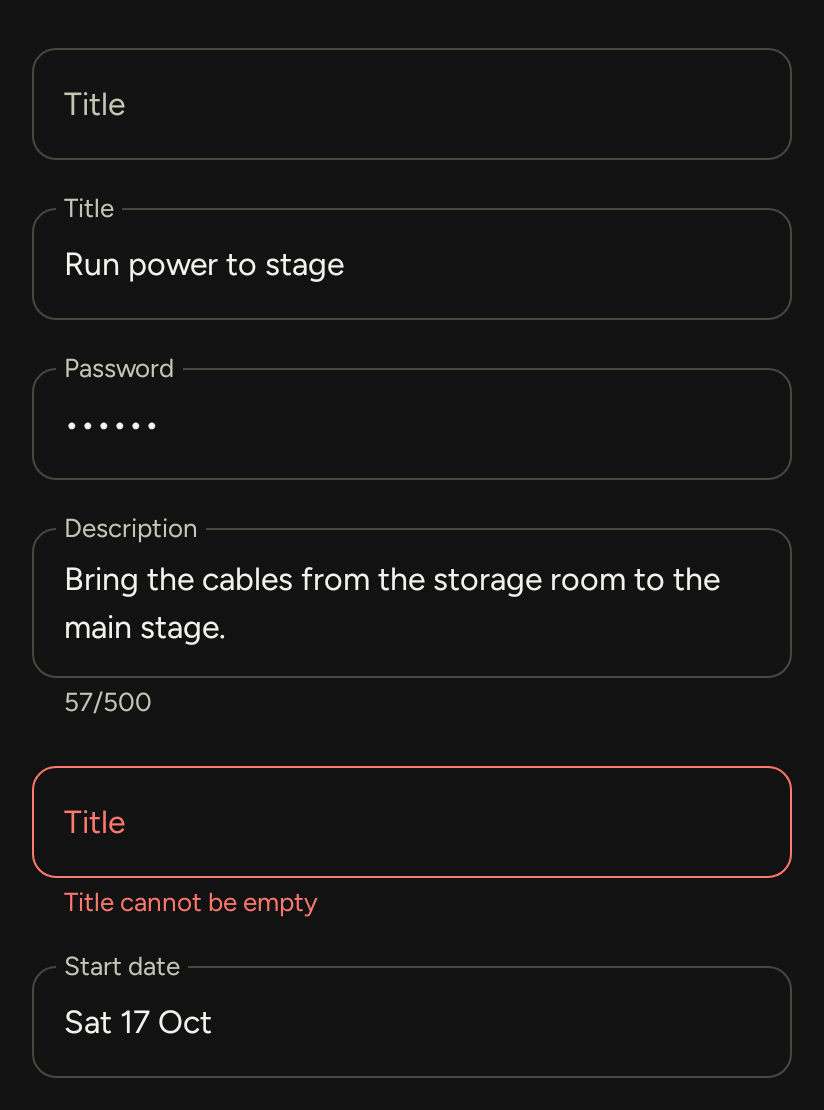 Title
Title
Run power to stage
Password
••••••
Description
Bring the cables from the storage room to the
main stage.
57/500
Title
Title cannot be empty
Start date
Sat 17 Oct